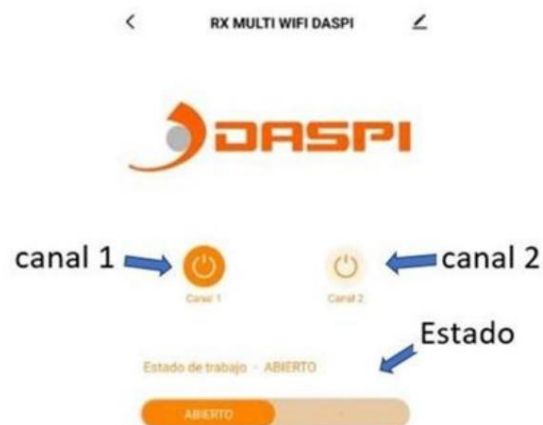 RX MULTI WIFI DASPI
DASPI
canal 1
canal 2
Canal 1
Canal 2
Estado
Estado de trabajo - ABIERTO
ABIERTO